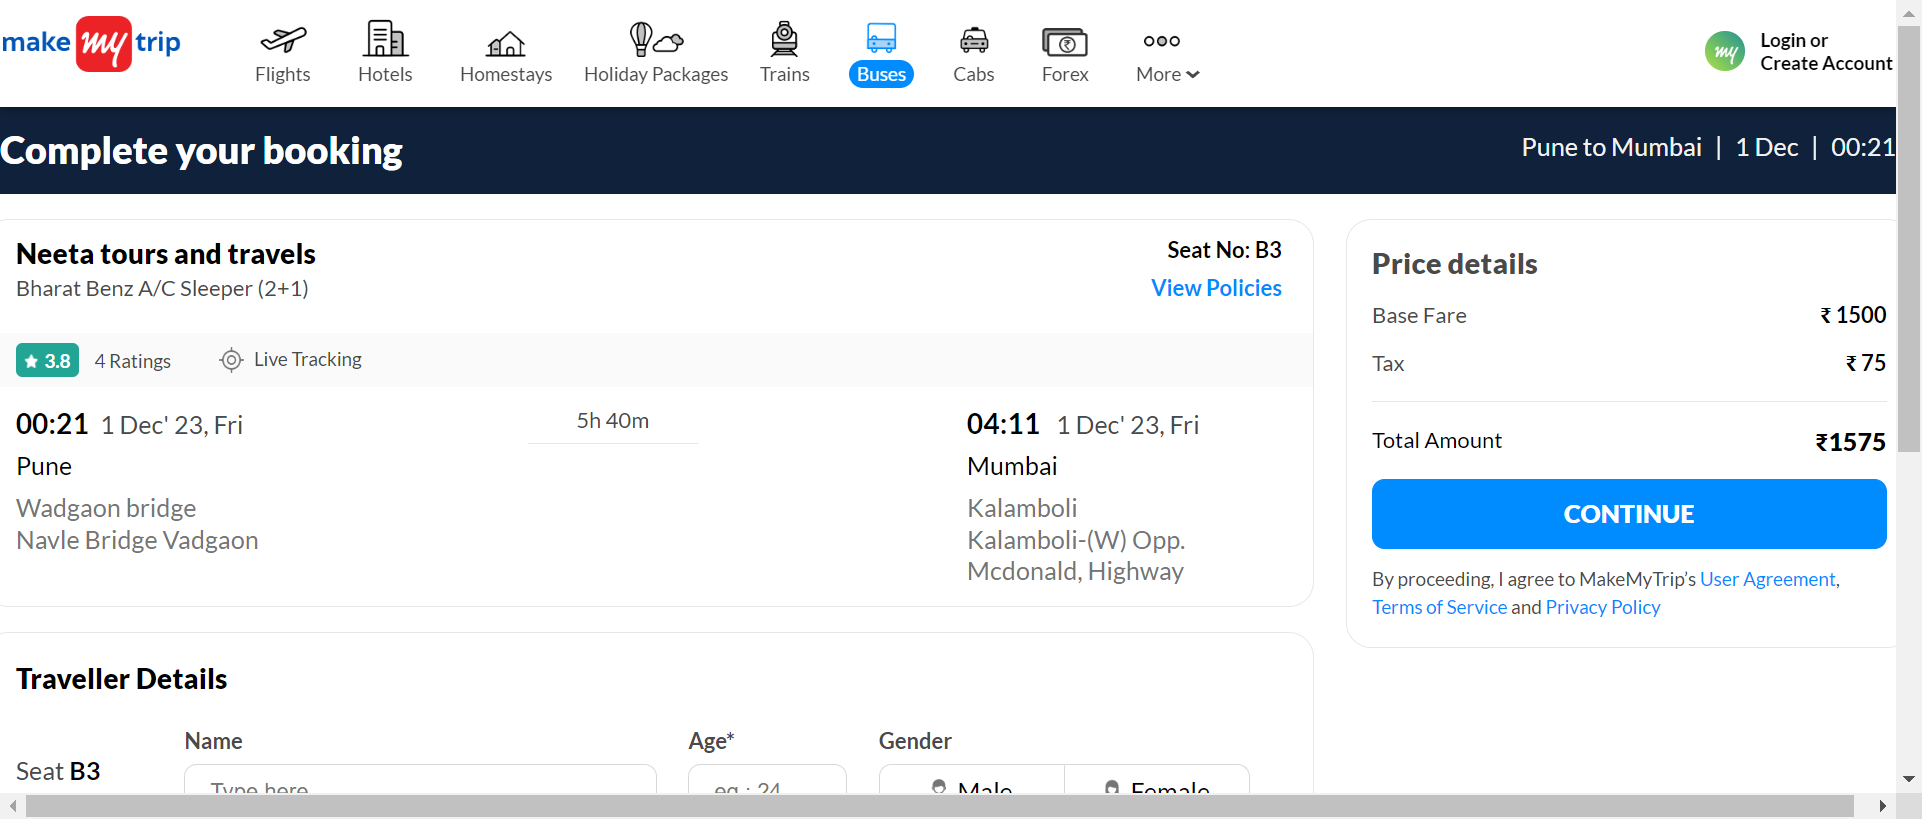 make my trip
Flights
Hotels
Homestays
Holiday Packages
Trains
Buses
Cabs
Forex
More
my
Login or
Create Account
Complete your booking
Pune to Mumbai | 1 Dec | 00:21
Neeta tours and travels
Seat No: B3
Bharat Benz A/C Sleeper (2+1)
View Policies
3.8
4 Ratings
Live Tracking
00:21 1 Dec' 23, Fri
5h 40m
04:11 1 Dec' 23, Fri
Pune
Mumbai
Wadgaon bridge
Navle Bridge Vadgaon
Kalamboli
Kalamboli-(W) Opp.
Mcdonald, Highway
Price details
Base Fare ₹ 1500
Tax ₹ 75
Total Amount ₹1575
CONTINUE
By proceeding, I agree to MakeMyTrip’s User Agreement,
Terms of Service and Privacy Policy
Traveller Details
Name
Age*
Gender
Seat B3
Type here
eg : 24
Male
Female